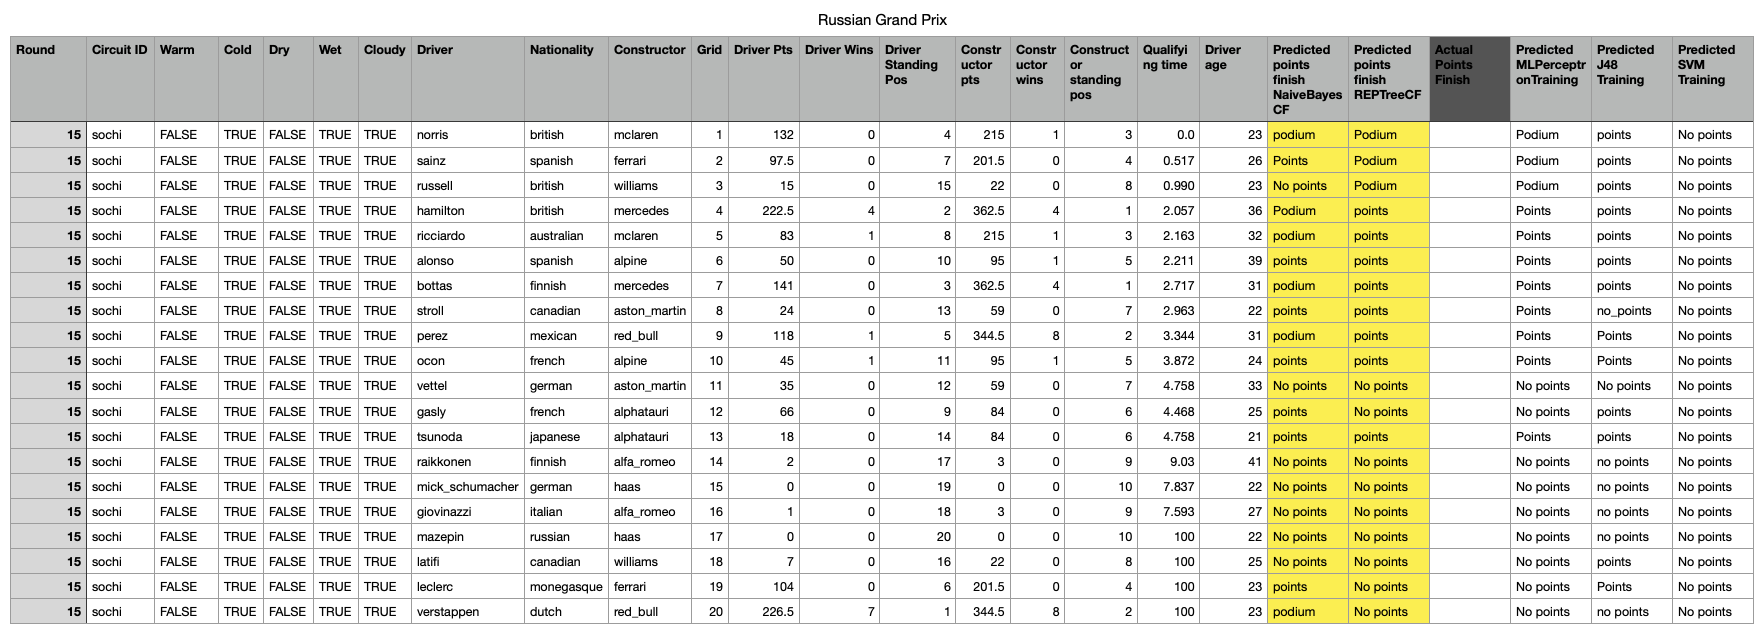 Russian Grand Prix
Round Circuit ID Warm Cold Dry Wet Cloudy Driver Nationality Constructor Grid Driver Pts Driver Wins Driver Standing Pos Constr uctor pts Constr uctor wins Construct or standing pos Qualifyi ng time Driver age Predicted points finish NaiveBayes CF Predicted points finish REPTreeCF Actual Points Finish Predicted MLPerceptr onTraining Predicted J48 Training Predicted SVM Training
15 sochi FALSE TRUE FALSE TRUE TRUE norris british mclaren 1 132 0 4 215 1 3 0.0 23 podium Podium Podium points No points
15 sochi FALSE TRUE FALSE TRUE TRUE sainz spanish ferrari 2 97.5 0 7 201.5 0 4 0.517 26 Points Podium Podium points No points
15 sochi FALSE TRUE FALSE TRUE TRUE russell british williams 3 15 0 15 22 0 8 0.990 23 No points Podium Podium points No points
15 sochi FALSE TRUE FALSE TRUE TRUE hamilton british mercedes 4 222.5 4 2 362.5 4 1 2.057 36 Podium points Points points No points
15 sochi FALSE TRUE FALSE TRUE TRUE ricciardo australian mclaren 5 83 1 8 215 1 3 2.163 32 podium points Points points No points
15 sochi FALSE TRUE FALSE TRUE TRUE alonso spanish alpine 6 50 0 10 95 1 5 2.211 39 points points Points points No points
15 sochi FALSE TRUE FALSE TRUE TRUE bottas finnish mercedes 7 141 0 3 362.5 4 1 2.717 31 podium points Points points No points
15 sochi FALSE TRUE FALSE TRUE TRUE stroll canadian aston_martin 8 24 0 13 59 0 7 2.963 22 points points Points no_points No points
15 sochi FALSE TRUE FALSE TRUE TRUE perez mexican red_bull 9 118 1 5 344.5 8 2 3.344 31 podium points Points Points No points
15 sochi FALSE TRUE FALSE TRUE TRUE ocon french alpine 10 45 1 11 95 1 5 3.872 24 points points Points Points No points
15 sochi FALSE TRUE FALSE TRUE TRUE vettel german aston_martin 11 35 0 12 59 0 7 4.758 33 No points No points No points No points No points
15 sochi FALSE TRUE FALSE TRUE TRUE gasly french alphatauri 12 66 0 9 84 0 6 4.468 25 points No points No points points No points
15 sochi FALSE TRUE FALSE TRUE TRUE tsunoda japanese alphatauri 13 18 0 14 84 0 6 4.758 21 points points Points points No points
15 sochi FALSE TRUE FALSE TRUE TRUE raikkonen finnish alfa_romeo 14 2 0 17 3 0 9 9.03 41 No points No points No points no points No points
15 sochi FALSE TRUE FALSE TRUE TRUE mick_schumacher german haas 15 0 0 19 0 0 10 7.837 22 No points No points No points no points No points
15 sochi FALSE TRUE FALSE TRUE TRUE giovinazzi italian alfa_romeo 16 1 0 18 3 0 9 7.593 27 No points No points No points no points No points
15 sochi FALSE TRUE FALSE TRUE TRUE mazepin russian haas 17 0 0 20 0 0 10 100 22 No points No points No points no points No points
15 sochi FALSE TRUE FALSE TRUE TRUE latifi canadian williams 18 7 0 16 22 0 8 100 25 No points No points No points points No points
15 sochi FALSE TRUE FALSE TRUE TRUE leclerc monegasque ferrari 19 104 0 6 201.5 0 4 100 23 points No points No points Points No points
15 sochi FALSE TRUE FALSE TRUE TRUE verstappen dutch red_bull 20 226.5 7 1 344.5 8 2 100 23 podium No points No points no points No points